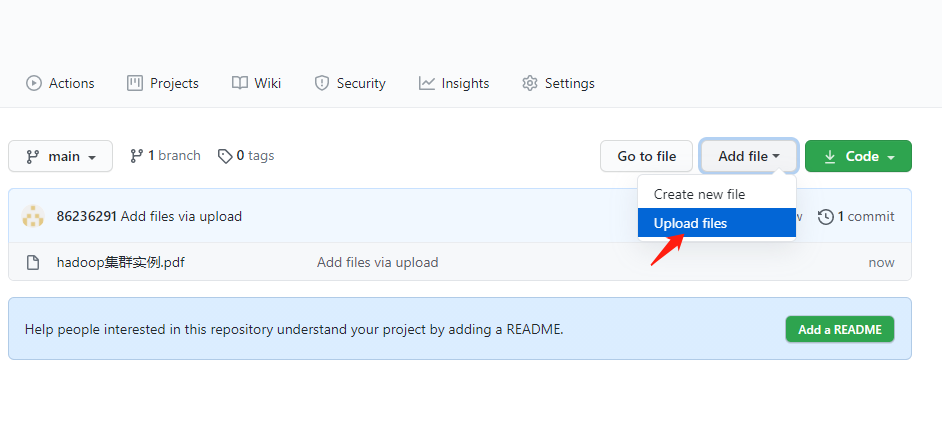 Actions Projects Wiki Security Insights Settings
main 1 branch 0 tags Go to file Add file Code
Create new file
86236291 Add files via upload 1 commit
Upload files
hadoop集群实例.pdf Add files via upload now
Help people interested in this repository understand your project by adding a README. Add a README